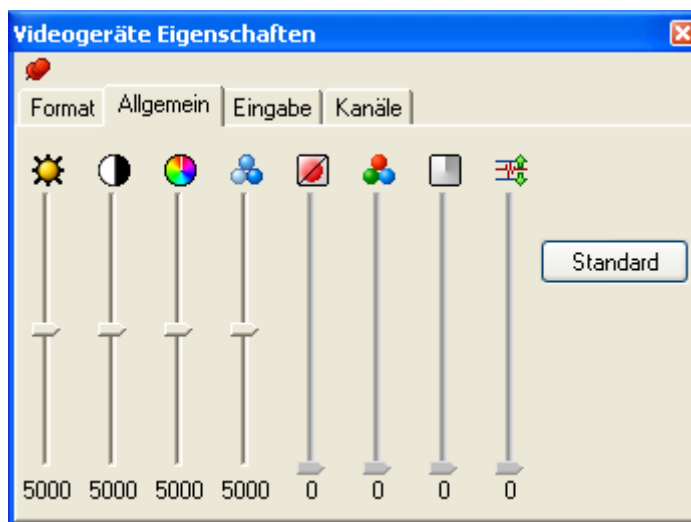 Videogeräte Eigenschaften
Format Allgemein Eingabe Kanäle
Standard
5000 5000 5000 5000 0 0 0 0